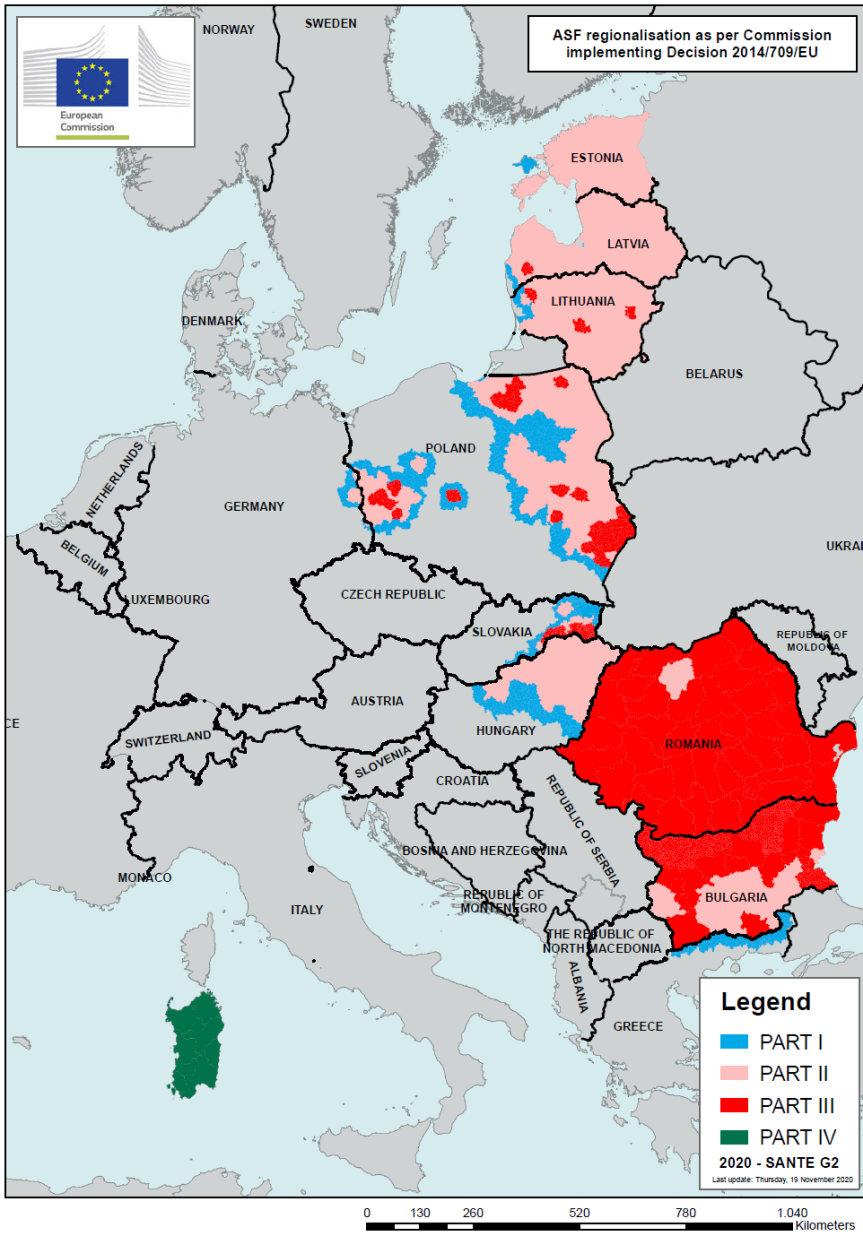 NORWAY
SWEDEN
ASF regionalisation as per Commission
implementing Decision 2014/709/EU
European
Commission
ESTONIA
LATVIA
LITHUANIA
DENMARK
BELARUS
POLAND
NETHERLANDS
GERMANY
BELGIUM
UKRAI
LUXEMBOURG
CZECH REPUBLIC
SLOVAKIA
REPUBLIC OF
MOLDOVA
AUSTRIA
CE
HUNGARY
SWITZERLAND
ROMANIA
SLOVENIA
CROATIA
REPUBLIC OF SERBIA
BOSNIA AND HERZEGOVINA
MONACO
ITALY
REPUBLIC OF
MONTENEGRO
BULGARIA
THE REPUBLIC OF
NORTH MACEDONIA
ALBANIA
GREECE
Legend
PART I
PART II
PART III
PART IV
2020 - SANTE G2
Last update: Thursday, 19 November 2020
0 130 260 520 780 1.040
Kilometers